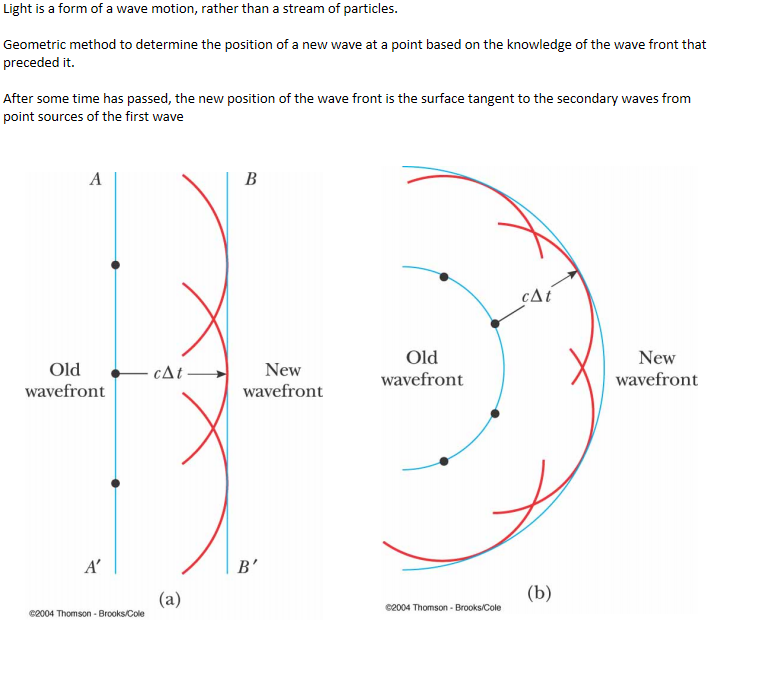 Light is a form of a wave motion, rather than a stream of particles.
Geometric method to determine the position of a new wave at a point based on the knowledge of the wave front that
preceded it.
After some time has passed, the new position of the wave front is the surface tangent to the secondary waves from
point sources of the first wave
A
B
Old
wavefront
cΔt
New
wavefront
A′
B′
(a)
©2004 Thomson - Brooks/Cole
cΔt
Old
wavefront
New
wavefront
(b)
©2004 Thomson - Brooks/Cole